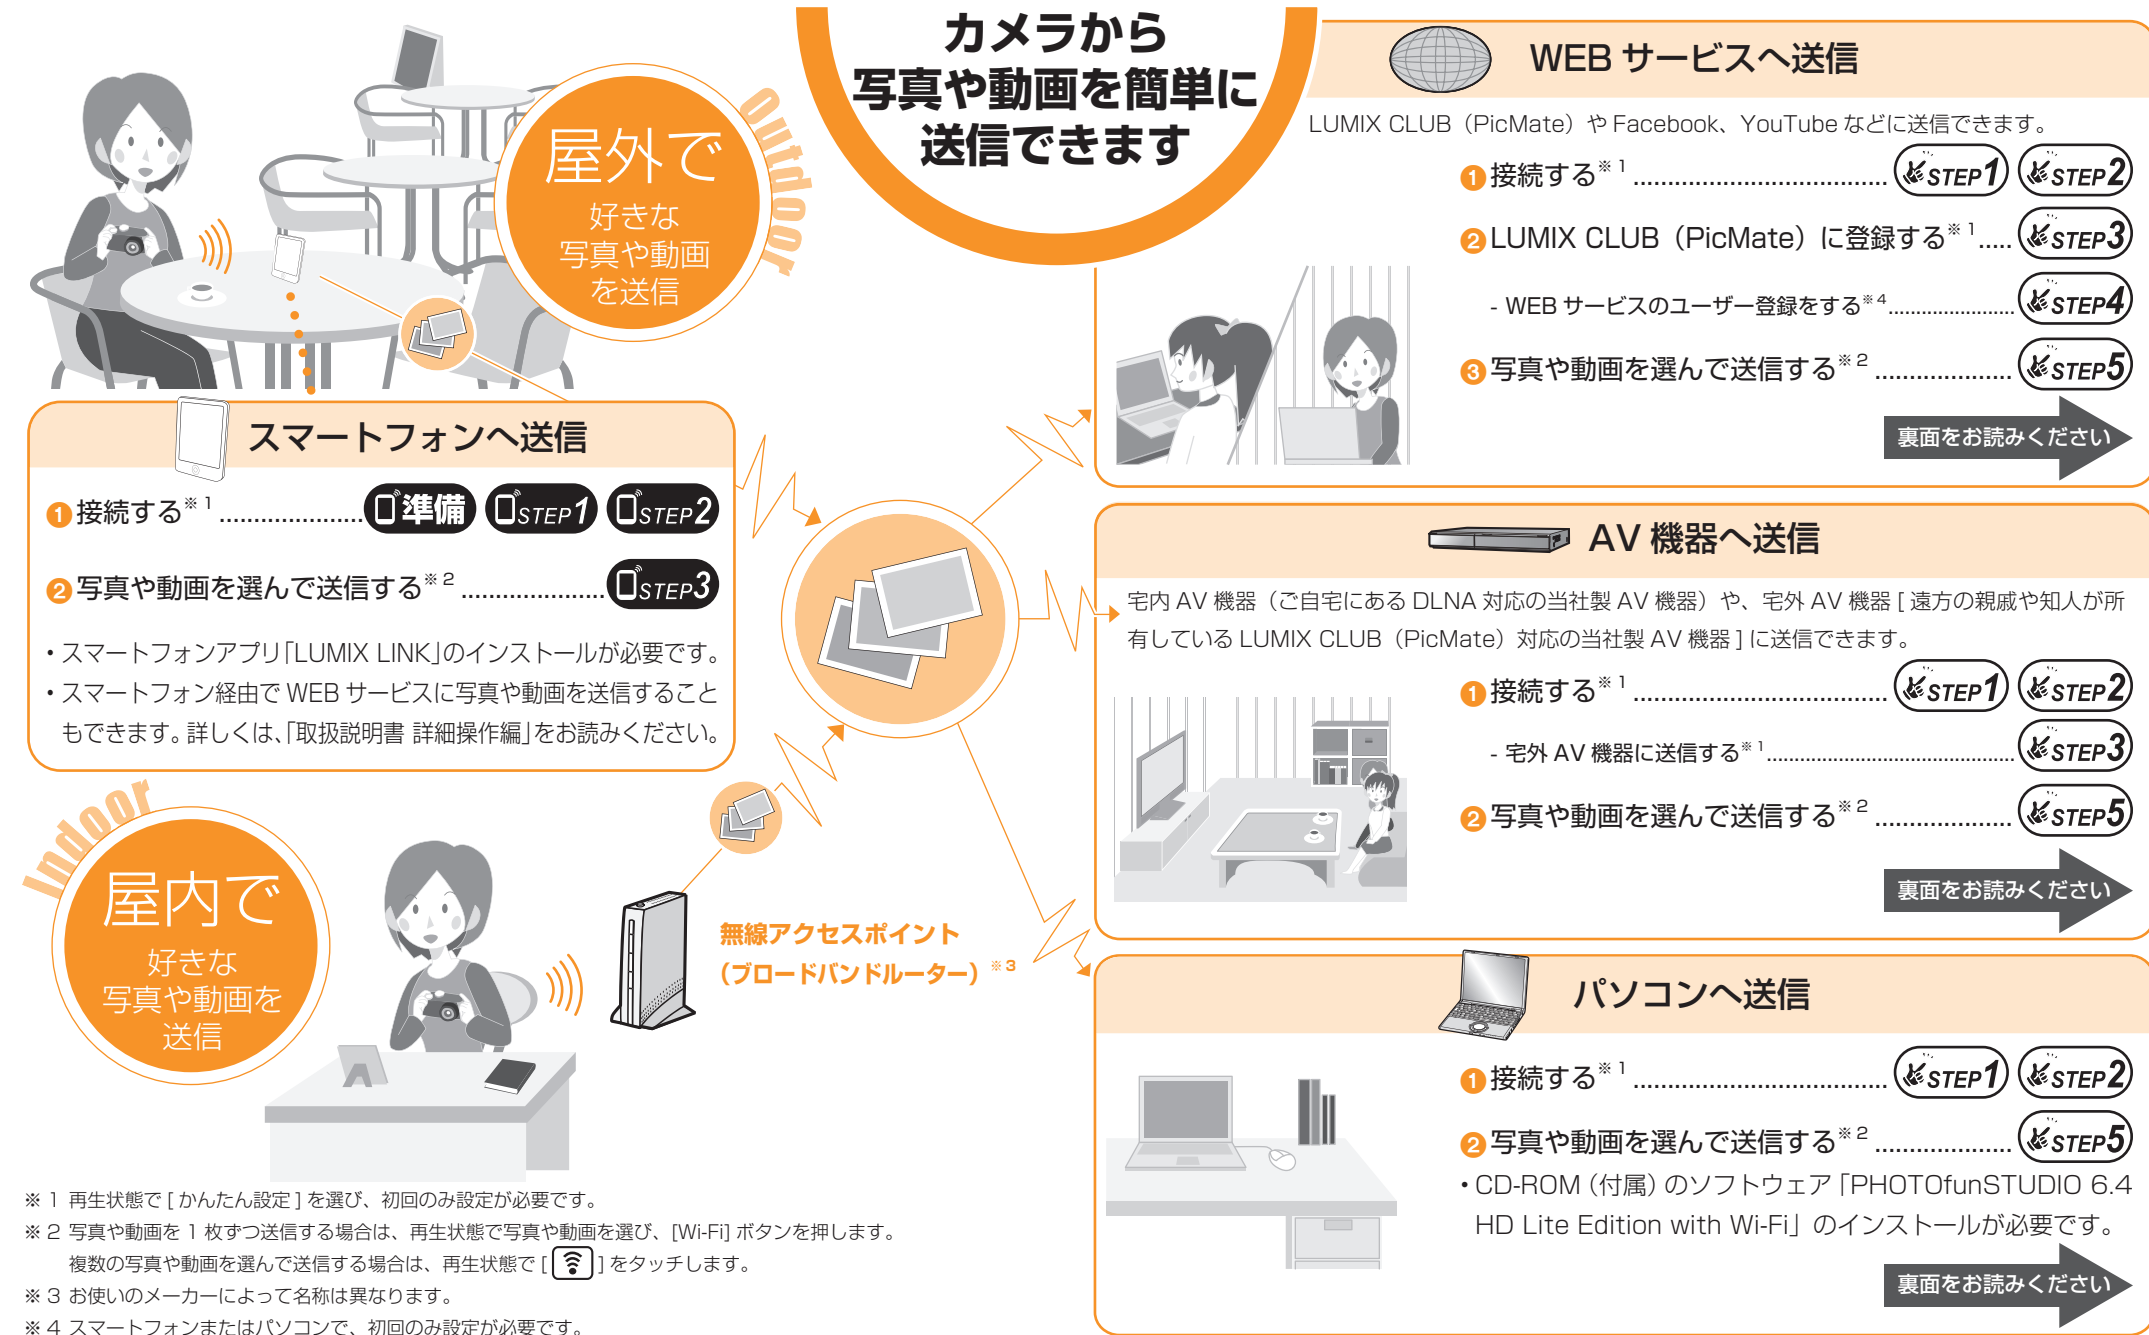 カメラから
写真や動画を簡単に
送信できます
Outdoor
屋外で
好きな
写真や動画
を送信
スマートフォンへ送信
❶接続する※1 .................... 準備 STEP1 STEP2
❷写真や動画を選んで送信する※2 .................... STEP3
・スマートフォンアプリ「LUMIX LINK」のインストールが必要です。
・スマートフォン経由で WEB サービスに写真や動画を送信すること
もできます。詳しくは、「取扱説明書 詳細操作編」をお読みください。
Indoor
屋内で
好きな
写真や動画を
送信
無線アクセスポイント
(ブロードバンドルーター)※3
WEB サービスへ送信
LUMIX CLUB(PicMate)や Facebook、YouTube などに送信できます。
❶接続する※1 .................... STEP1 STEP2
❷LUMIX CLUB(PicMate)に登録する※1 ..... STEP3
- WEB サービスのユーザー登録をする※4 .................... STEP4
❸写真や動画を選んで送信する※2 .................... STEP5
裏面をお読みください
AV 機器へ送信
宅内 AV 機器(ご自宅にある DLNA 対応の当社製 AV 機器)や、宅外 AV 機器 [ 遠方の親戚や知人が所
有している LUMIX CLUB(PicMate)対応の当社製 AV 機器 ] に送信できます。
❶接続する※1 .................... STEP1 STEP2
- 宅外 AV 機器に送信する※1 .................... STEP3
❷写真や動画を選んで送信する※2 .................... STEP5
裏面をお読みください
パソコンへ送信
❶接続する※1 .................... STEP1 STEP2
❷写真や動画を選んで送信する※2 .................... STEP5
・CD-ROM(付属)のソフトウェア「PHOTOfunSTUDIO 6.4
HD Lite Edition with Wi-Fi」のインストールが必要です。
裏面をお読みください
※1 再生状態で [ かんたん設定 ] を選び、初回のみ設定が必要です。
※2 写真や動画を 1 枚ずつ送信する場合は、再生状態で写真や動画を選び、[Wi-Fi] ボタンを押します。
複数の写真や動画を選んで送信する場合は、再生状態で [ ] をタッチします。
※3 お使いのメーカーによって名称は異なります。
※4 スマートフォンまたはパソコンで、初回のみ設定が必要です。